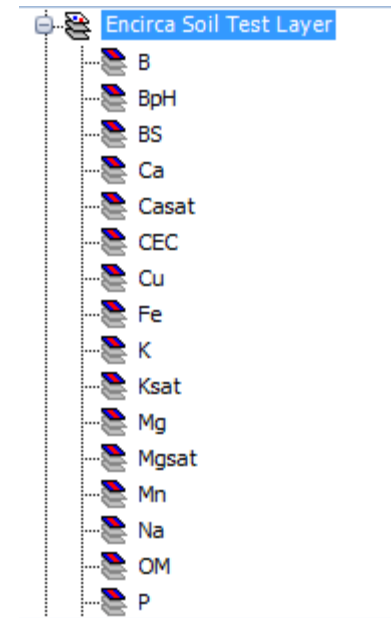 Encirca Soil Test Layer
B
BpH
BS
Ca
Casat
CEC
Cu
Fe
K
Ksat
Mg
Mgsat
Mn
Na
OM
P